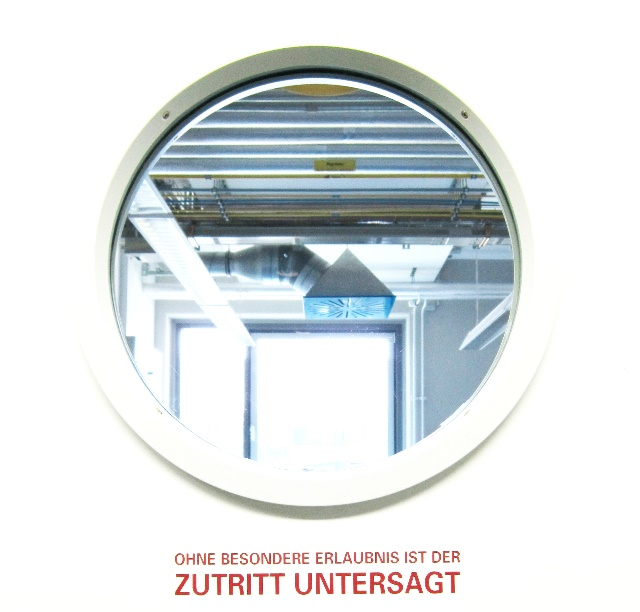 OHNE BESONDERE ERLAUBNIS IST DER
ZUTRITT UNTERSAGT